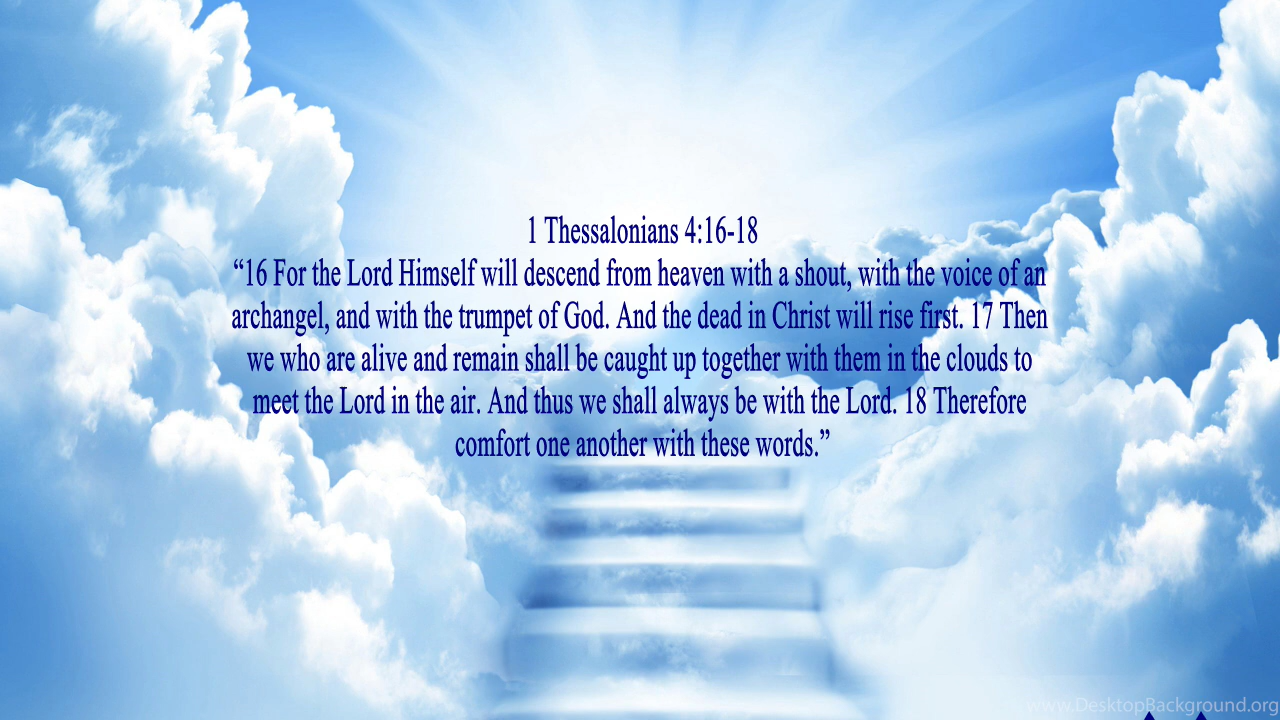 1 Thessalonians 4:16-18
“16 For the Lord Himself will descend from heaven with a shout, with the voice of an
archangel, and with the trumpet of God. And the dead in Christ will rise first. 17 Then
we who are alive and remain shall be caught up together with them in the clouds to
meet the Lord in the air. And thus we shall always be with the Lord. 18 Therefore
comfort one another with these words.”
www.DesktopBackground.org